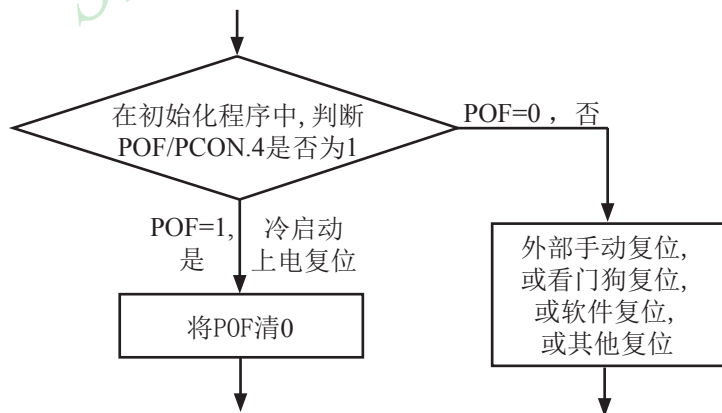 在初始化程序中,判断
POF/PCON.4是否为1
POF=0 ，否
POF=1,
是
冷启动
上电复位
将POF清0
外部手动复位,
或看门狗复位,
或软件复位,
或其他复位